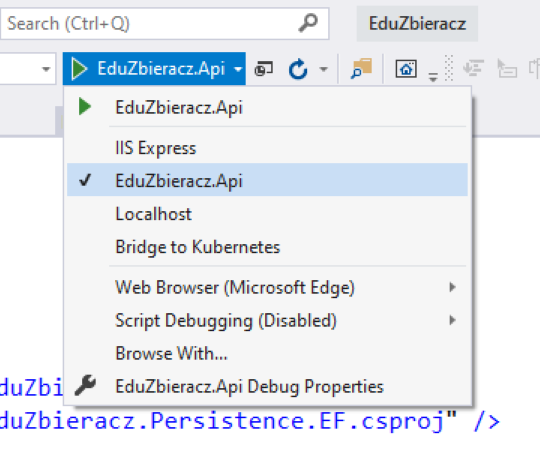 Search (Ctrl+Q)
EduZbieracz
EduZbieracz.Api
EduZbieracz.Api
IIS Express
EduZbieracz.Api
Localhost
Bridge to Kubernetes
Web Browser (Microsoft Edge)
Script Debugging (Disabled)
Browse With...
EduZbieracz.Api Debug Properties
duZbi
duZbieracz.Persistence.EF.csproj" />